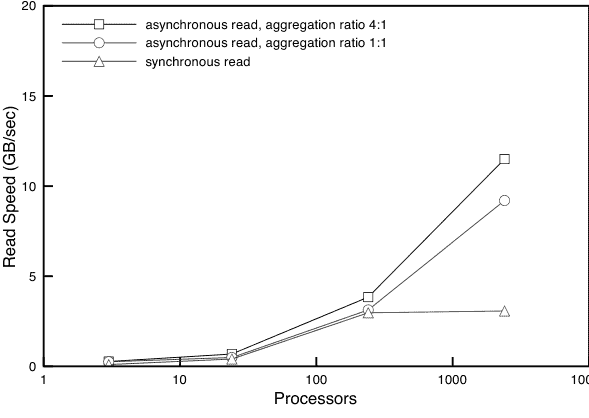 20
asynchronous read, aggregation ratio 4:1
asynchronous read, aggregation ratio 1:1
synchronous read
15
Read Speed (GB/sec)
10
5
0
1 10 100 1000 1000
Processors